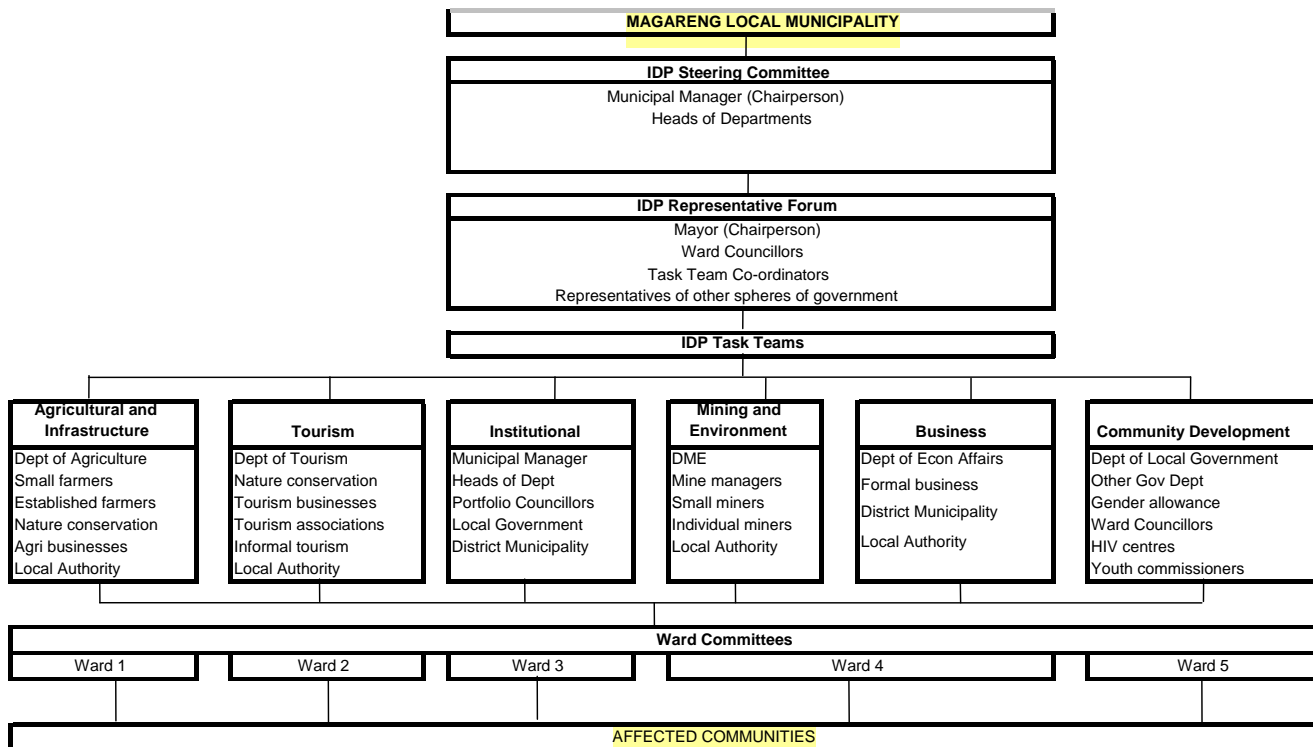 MAGARENG LOCAL MUNICIPALITY
IDP Steering Committee
Municipal Manager (Chairperson)
Heads of Departments
IDP Representative Forum
Mayor (Chairperson)
Ward Councillors
Task Team Co-ordinators
Representatives of other spheres of government
IDP Task Teams
Agricultural and
Infrastructure
Dept of Agriculture
Small farmers
Established farmers
Nature conservation
Agri businesses
Local Authority
Tourism
Dept of Tourism
Nature conservation
Tourism businesses
Tourism associations
Informal tourism
Local Authority
Institutional
Municipal Manager
Heads of Dept
Portfolio Councillors
Local Government
District Municipality
Mining and
Environment
DME
Mine managers
Small miners
Individual miners
Local Authority
Business
Dept of Econ Affairs
Formal business
District Municipality
Local Authority
Community Development
Dept of Local Government
Other Gov Dept
Gender allowance
Ward Councillors
HIV centres
Youth commissioners
Ward Committees
Ward 1
Ward 2
Ward 3
Ward 4
Ward 5
AFFECTED COMMUNITIES